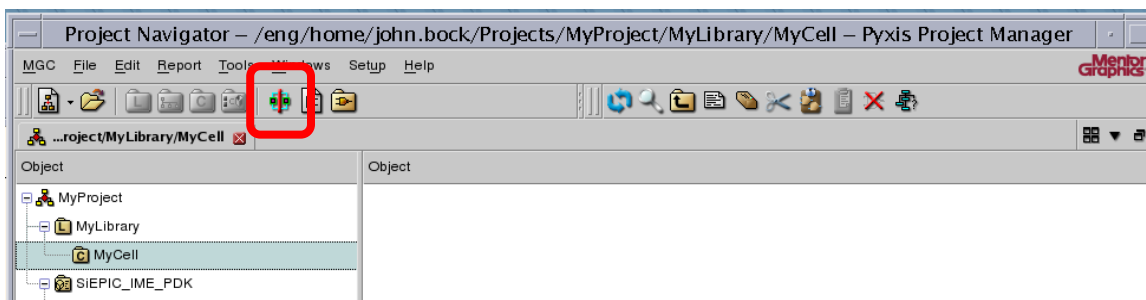 Project Navigator – /eng/home/john.bock/Projects/MyProject/MyLibrary/MyCell – Pyxis Project Manager
MGC File Edit Report Tools Windows Setup Help
Mentor
Graphics
...roject/MyLibrary/MyCell
Object Object
MyProject
L MyLibrary
C MyCell
SiEPIC_IME_PDK